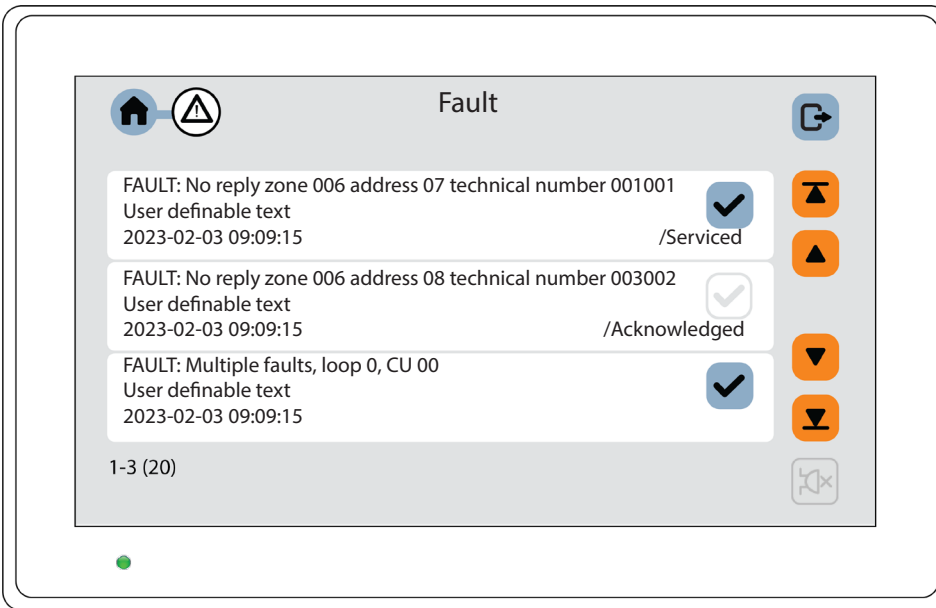 Fault
FAULT: No reply zone 006 address 07 technical number 001001
User definable text
2023-02-03 09:09:15 /Serviced
FAULT: No reply zone 006 address 08 technical number 003002
User definable text
2023-02-03 09:09:15 /Acknowledged
FAULT: Multiple faults, loop 0, CU 00
User definable text
2023-02-03 09:09:15
1-3 (20)